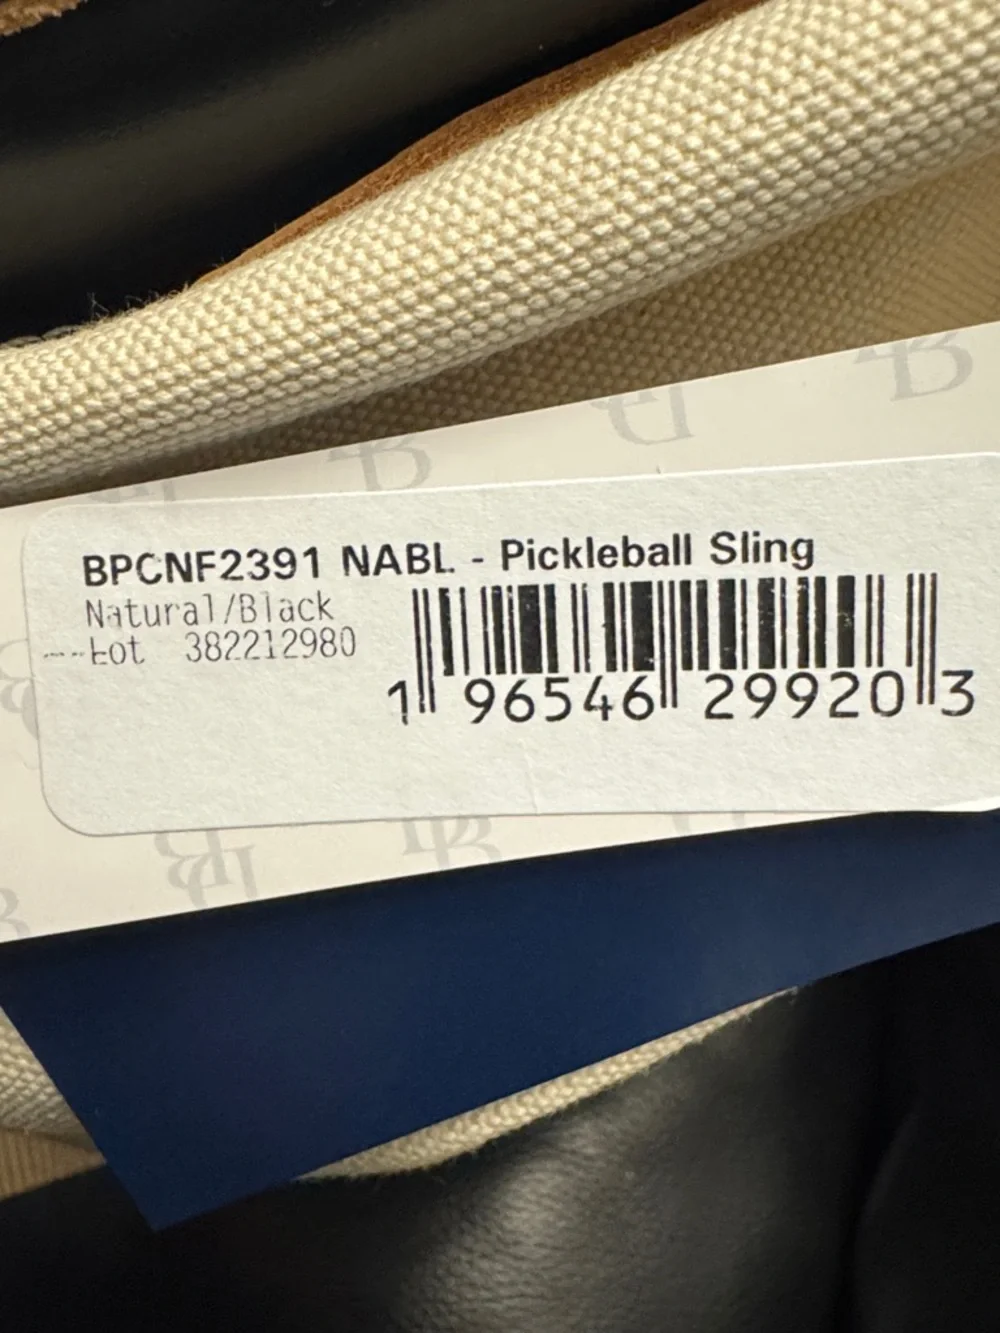 BPCNF2391 NABL - Pickleball Sling
Natural/Black
Lot 382212980
1 96546 29920 3